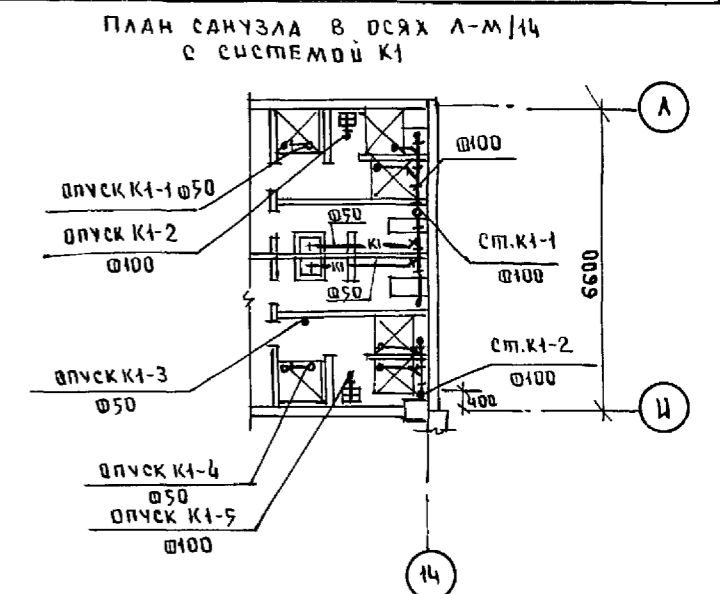 ПЛАН САНУЗЛА В ОСЯХ Л-М/14
С СИСТЕМОЙ К1
Л
Ф100
ОПУСК К1-1 Ф50
ОПУСК К1-2
Ф100
Ф50
К1
К1
Ф50
СТ.К1-1
Ф100
6600
СТ.К1-2
Ф100
400
ОПУСК К1-3
Ф50
И
ОПУСК К1-4
Ф50
ОПУСК К1-5
Ф100
14